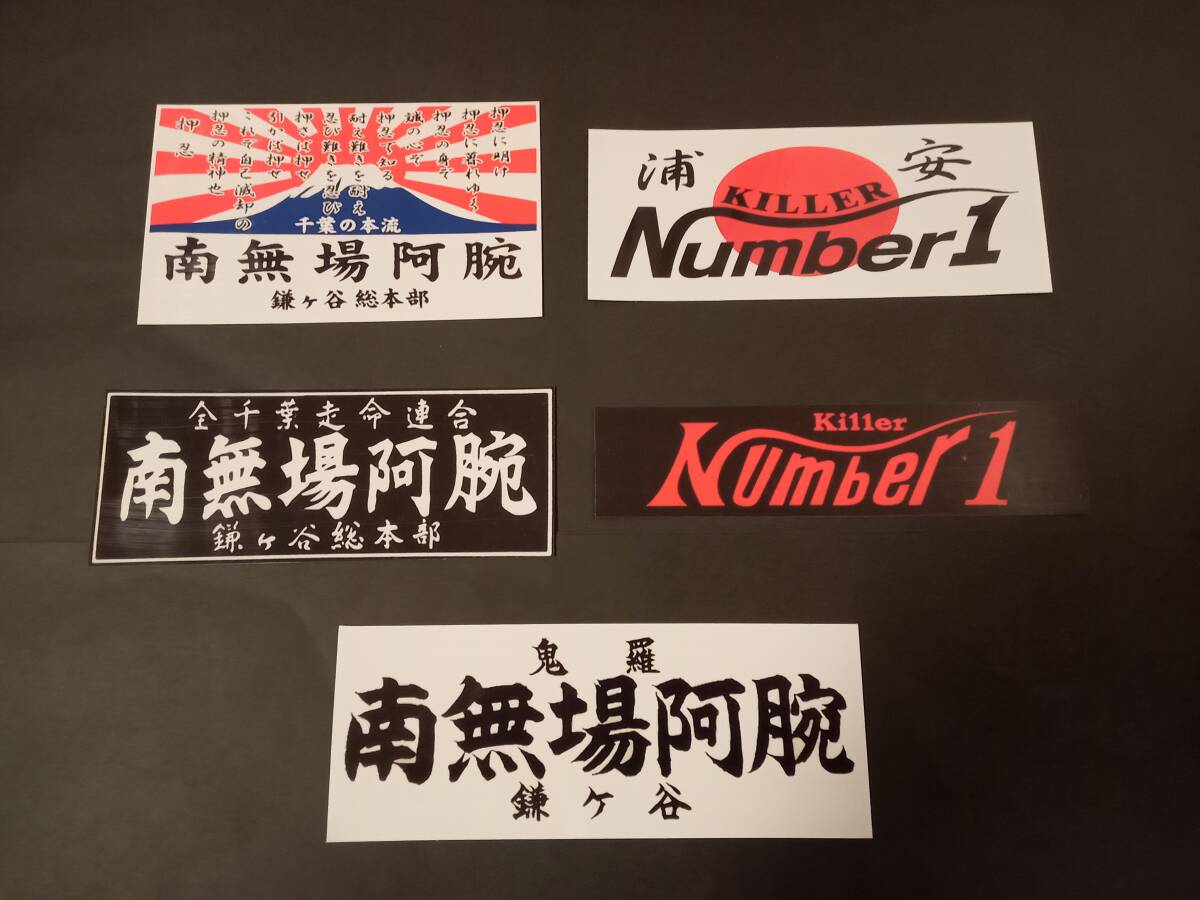 押忍に明け
押忍に暮れゆく
押忍の身ぞ
誠の心ぞ
押忍で知る
耐え難きを耐え
忍び難きを忍び
押さば押せ
引かば押せ
これぞ自己滅却の
押忍の精神也
押忍
千葉の本流
南無場阿腕
鎌ヶ谷総本部
浦安
KILLER
Number1
全千葉走命連合
南無場阿腕
鎌ヶ谷総本部
Killer
Number1
鬼羅
南無場阿腕
鎌ヶ谷